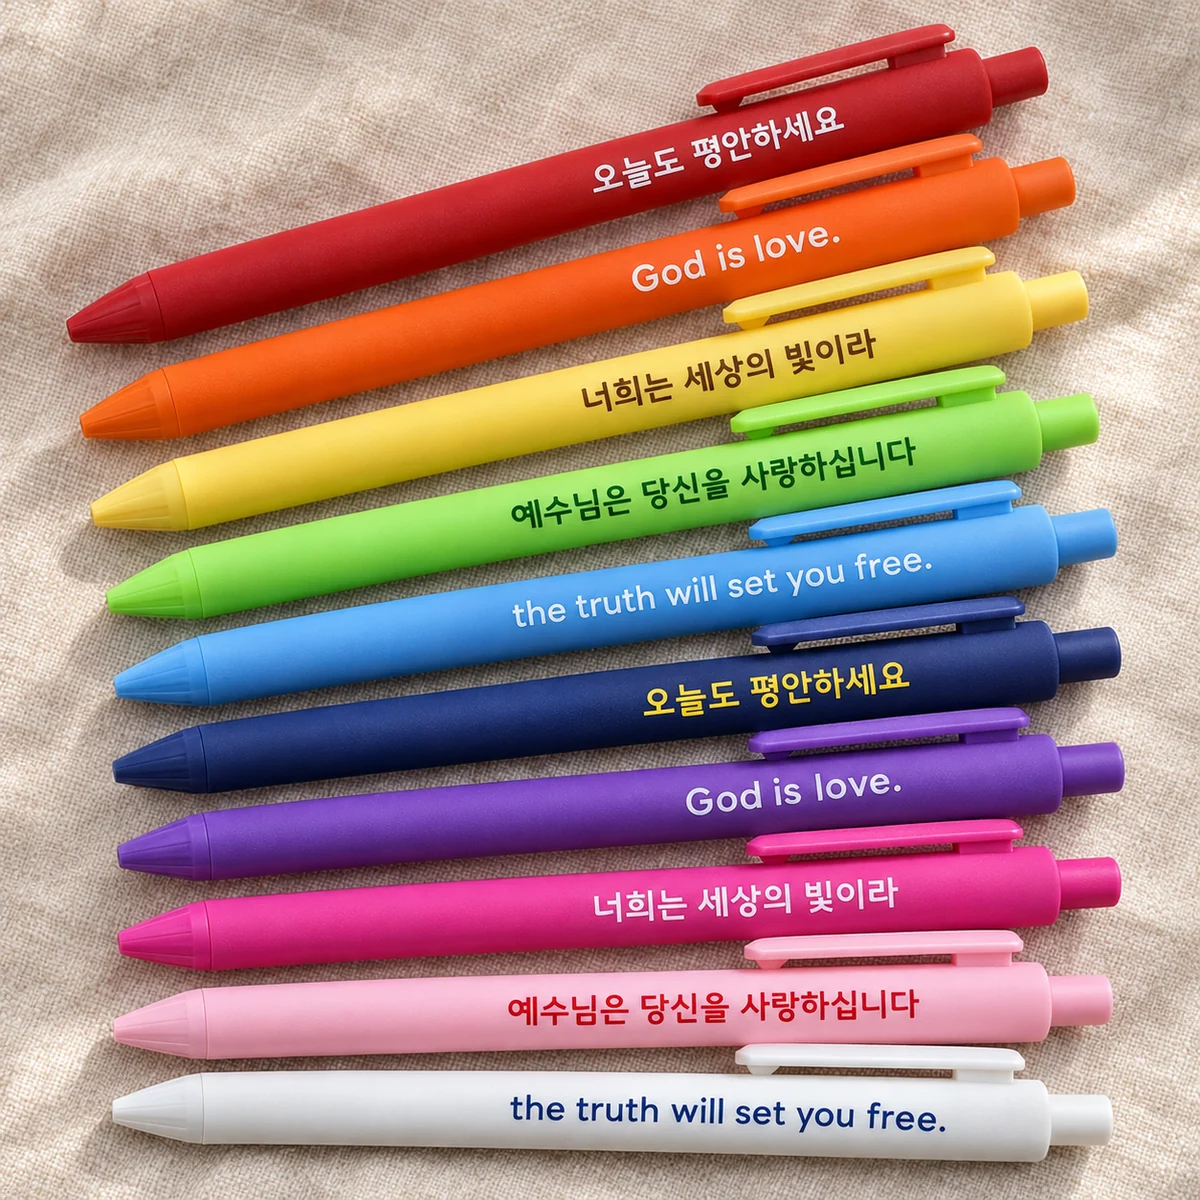 오늘도 평안하세요
God is love.
너희는 세상의 빛이라
예수님은 당신을 사랑하십니다
the truth will set you free.
오늘도 평안하세요
God is love.
너희는 세상의 빛이라
예수님은 당신을 사랑하십니다
the truth will set you free.